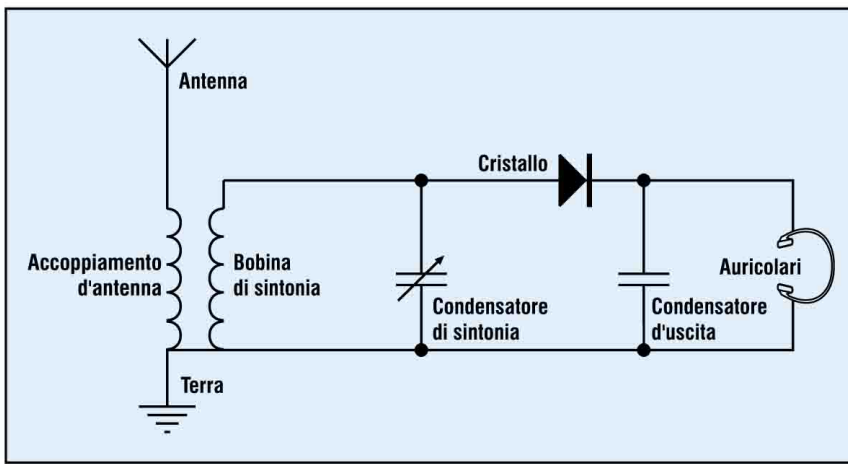 Antenna
Cristallo
Accoppiamento
d'antenna
Bobina
di sintonia
Condensatore
di sintonia
Condensatore
d'uscita
Auricolari
Terra